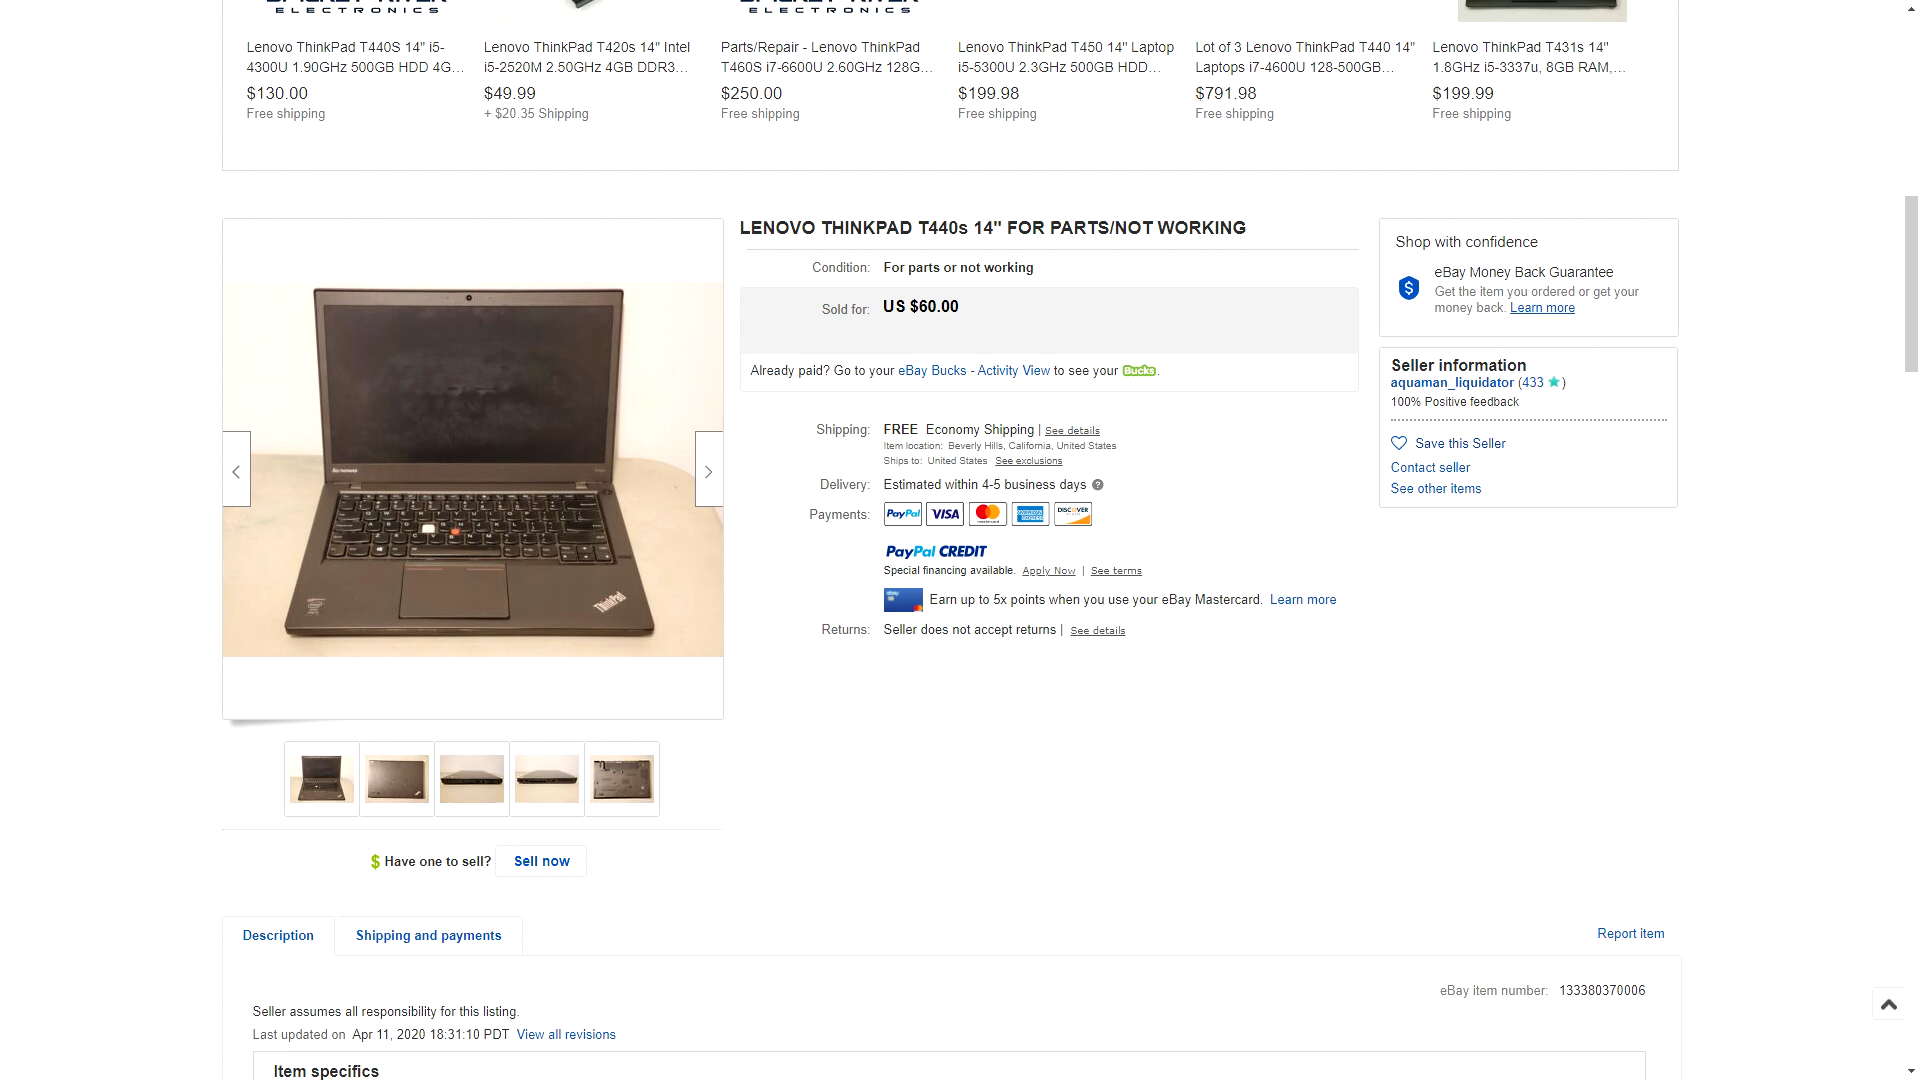 ELECTRONICS
ELECTRONICS
Lenovo ThinkPad T440S 14" i5-
4300U 1.90GHz 500GB HDD 4G...
$130.00
Free shipping
Lenovo ThinkPad T420s 14" Intel
i5-2520M 2.50GHz 4GB DDR3...
$49.99
+ $20.35 Shipping
Parts/Repair - Lenovo ThinkPad
T460S i7-6600U 2.60GHz 128G...
$250.00
Free shipping
Lenovo ThinkPad T450 14" Laptop
i5-5300U 2.3GHz 500GB HDD...
$199.98
Free shipping
Lot of 3 Lenovo ThinkPad T440 14"
Laptops i7-4600U 128-500GB...
$791.98
Free shipping
Lenovo ThinkPad T431s 14"
1.8GHz i5-3337u, 8GB RAM,...
$199.99
Free shipping
LENOVO THINKPAD T440s 14" FOR PARTS/NOT WORKING
Condition: For parts or not working
Sold for: US $60.00
Already paid? Go to your eBay Bucks - Activity View to see your Bucks.
Shipping: FREE Economy Shipping | See details
Item location: Beverly Hills, California, United States
Ships to: United States See exclusions
Delivery: Estimated within 4-5 business days
Payments: PayPal VISA mastercard AMERICAN EXPRESS DISCOVER
PayPal CREDIT
Special financing available. Apply Now | See terms
Earn up to 5x points when you use your eBay Mastercard. Learn more
Returns: Seller does not accept returns | See details
Shop with confidence
eBay Money Back Guarantee
Get the item you ordered or get your
money back. Learn more
Seller information
aquaman_liquidator (433 )
100% Positive feedback
Save this Seller
Contact seller
See other items
ThinkPad
$ Have one to sell? Sell now
Description
Shipping and payments
Report item
eBay item number: 133380370006
Seller assumes all responsibility for this listing.
Last updated on Apr 11, 2020 18:31:10 PDT View all revisions
Item specifics